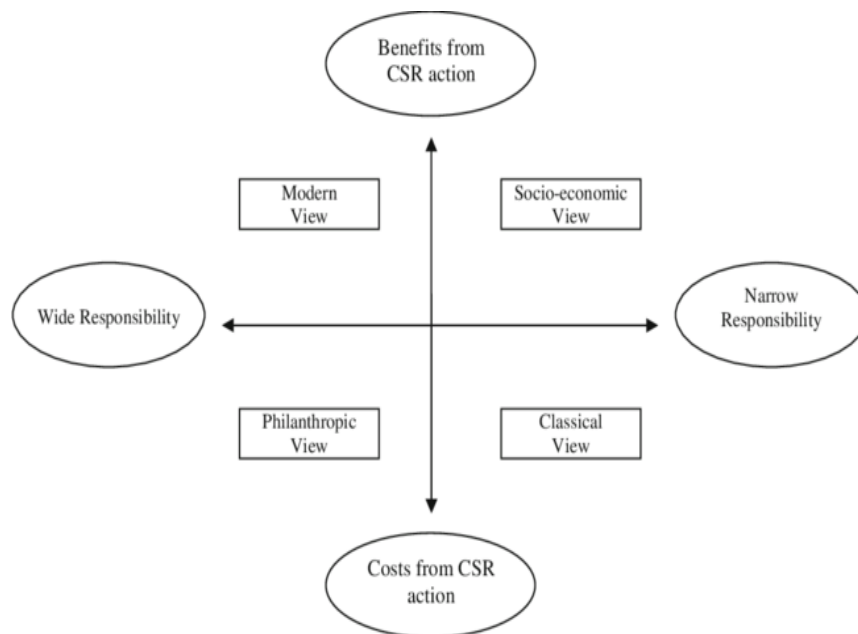 Benefits from
CSR action
Modern
View
Socio-economic
View
Wide Responsibility
Narrow
Responsibility
Philanthropic
View
Classical
View
Costs from CSR
action